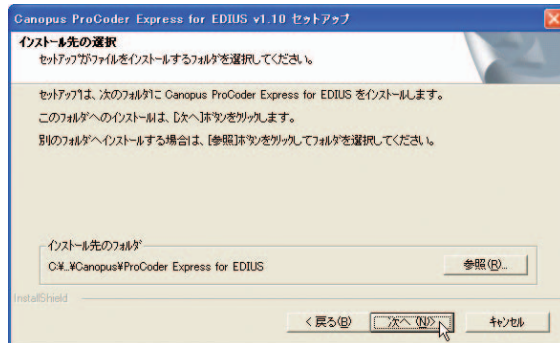 Canopus ProCoder Express for EDIUS v1.10 セットアップ
インストール先の選択
セットアップがファイルをインストールするフォルダを選択してください。
セットアップは、次のフォルダに Canopus ProCoder Express for EDIUS をインストールします。
このフォルダへのインストールは、[次へ]ボタンをクリックします。
別のフォルダへインストールする場合は、[参照]ボタンをクリックしてフォルダを選択してください。
インストール先のフォルダ
C:¥...¥Canopus¥ProCoder Express for EDIUS
参照(R)...
InstallShield
< 戻る(B)
次へ (N)>
キャンセル